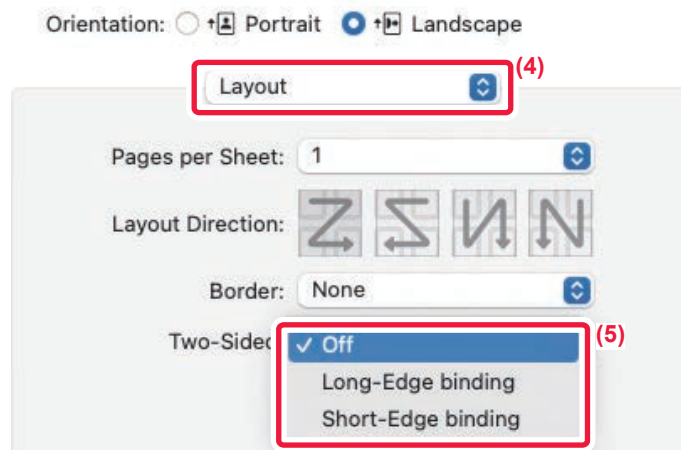 Orientation: Portrait Landscape
Layout (4)
Pages per Sheet: 1
Layout Direction:
Border: None
Two-Sided ✓ Off (5)
Long-Edge binding
Short-Edge binding